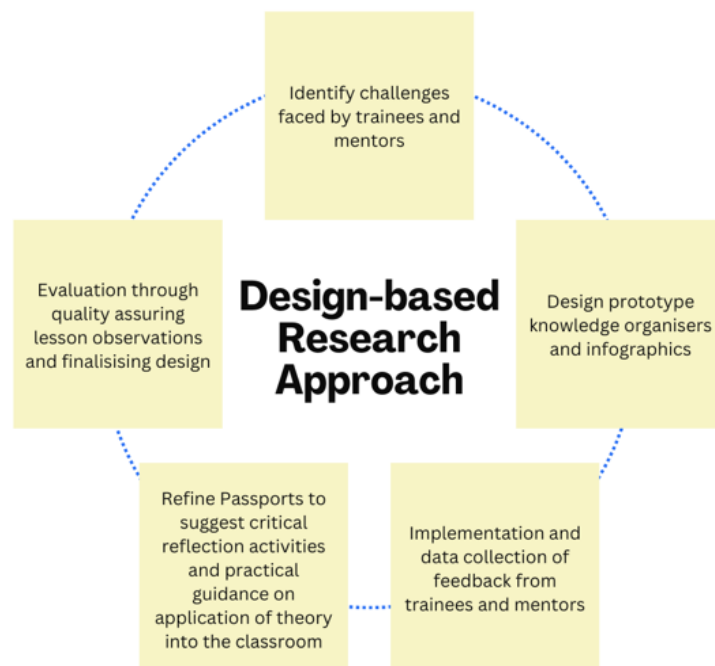 Identify challenges
faced by trainees and
mentors
Design-based
Research
Approach
Design prototype
knowledge organisers
and infographics
Implementation and
data collection of
feedback from
trainees and mentors
Refine Passports to
suggest critical
reflection activities
and practical
guidance on
application of theory
into the classroom
Evaluation through
quality assuring
lesson observations
and finalisising design